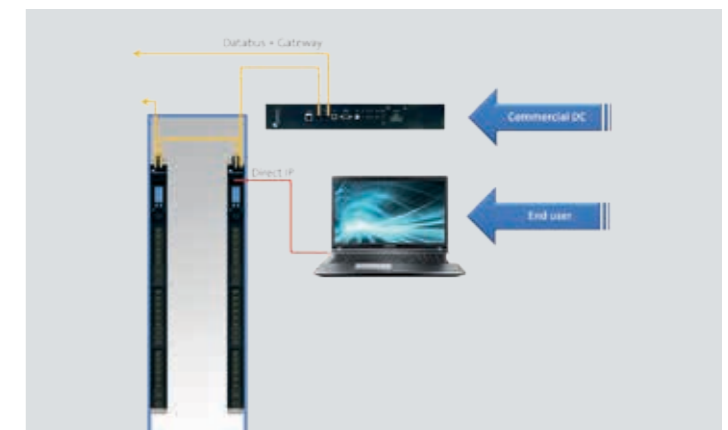 Databus + Gateway
Commercial DC
Direct IP
End user